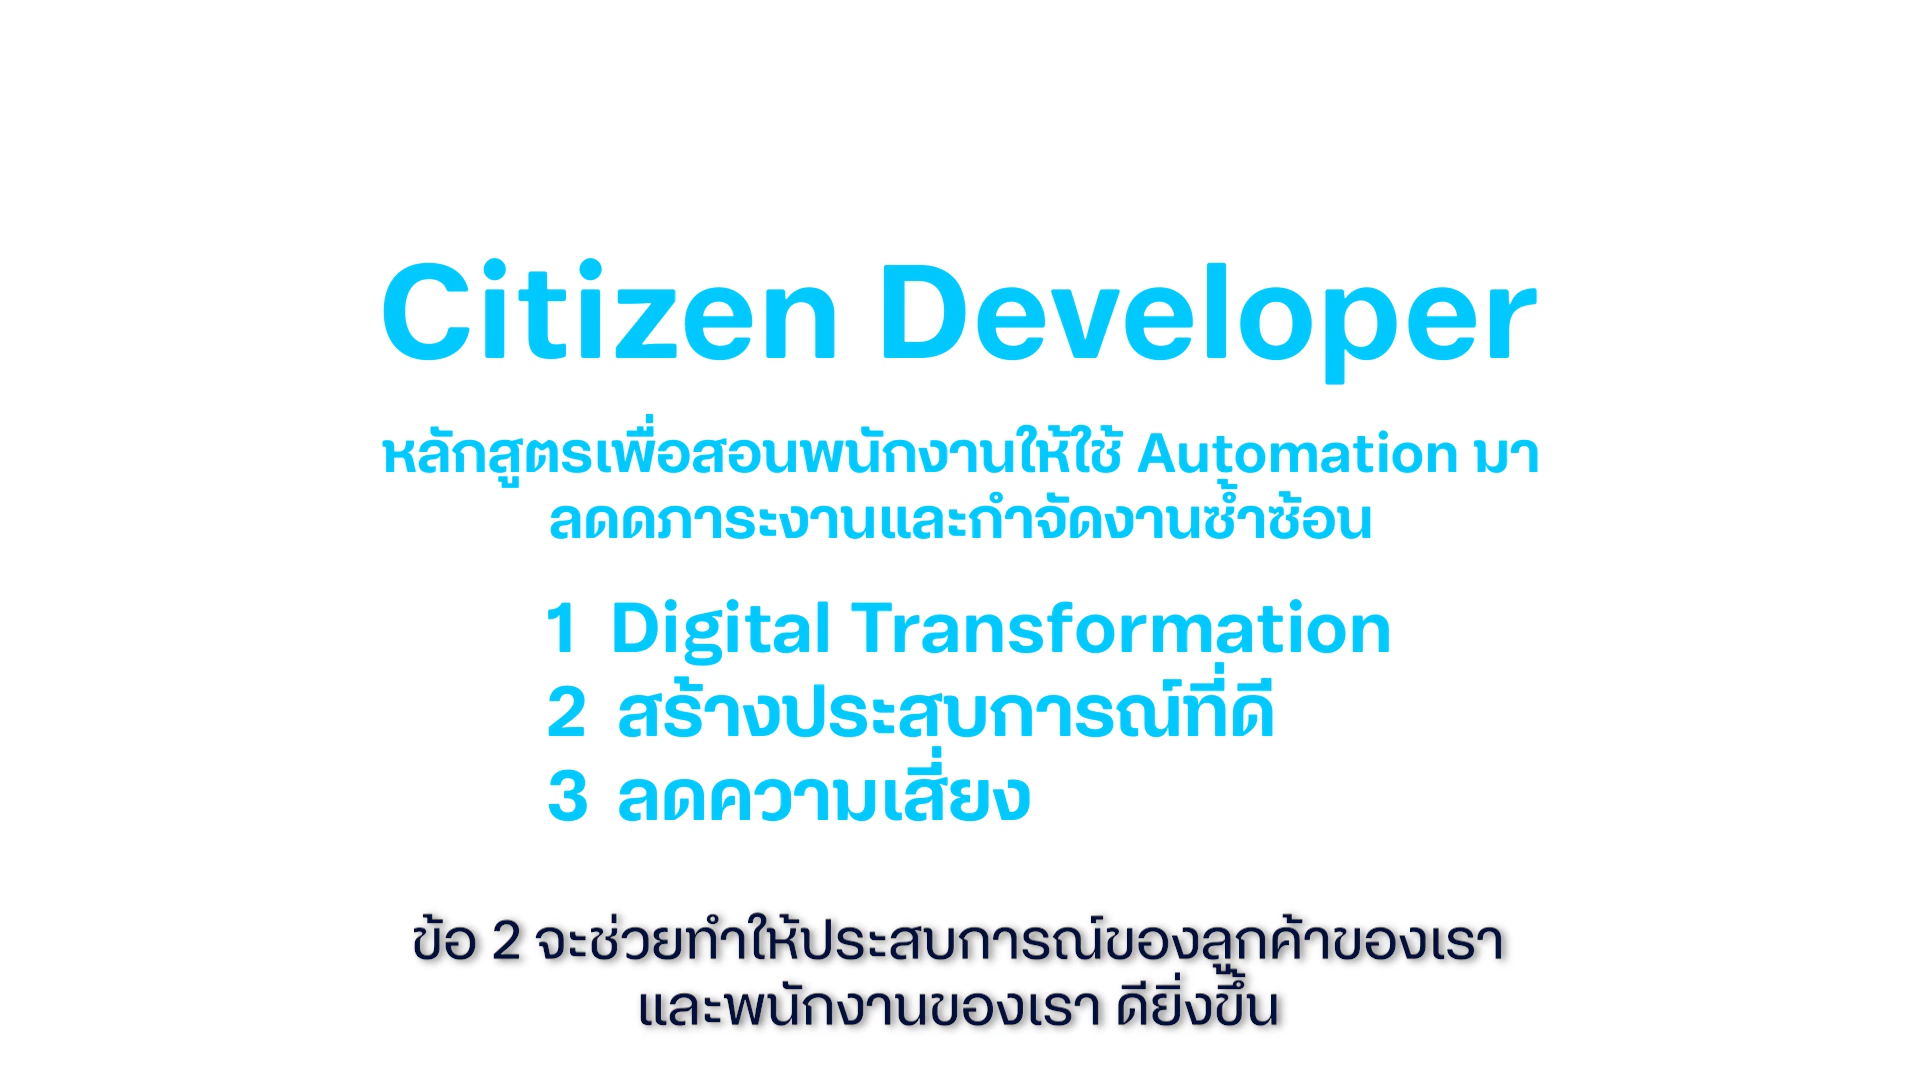 Citizen Developer
หลักสูตรเพื่อสอนพนักงานให้ใช้ Automation มา
ลดดภาระงานและกำจัดงานซ้ำซ้อน
1 Digital Transformation
2 สร้างประสบการณ์ที่ดี
3 ลดความเสี่ยง
ข้อ 2 จะช่วยทำให้ประสบการณ์ของลูกค้าของเรา
และพนักงานของเรา ดียิ่งขึ้น